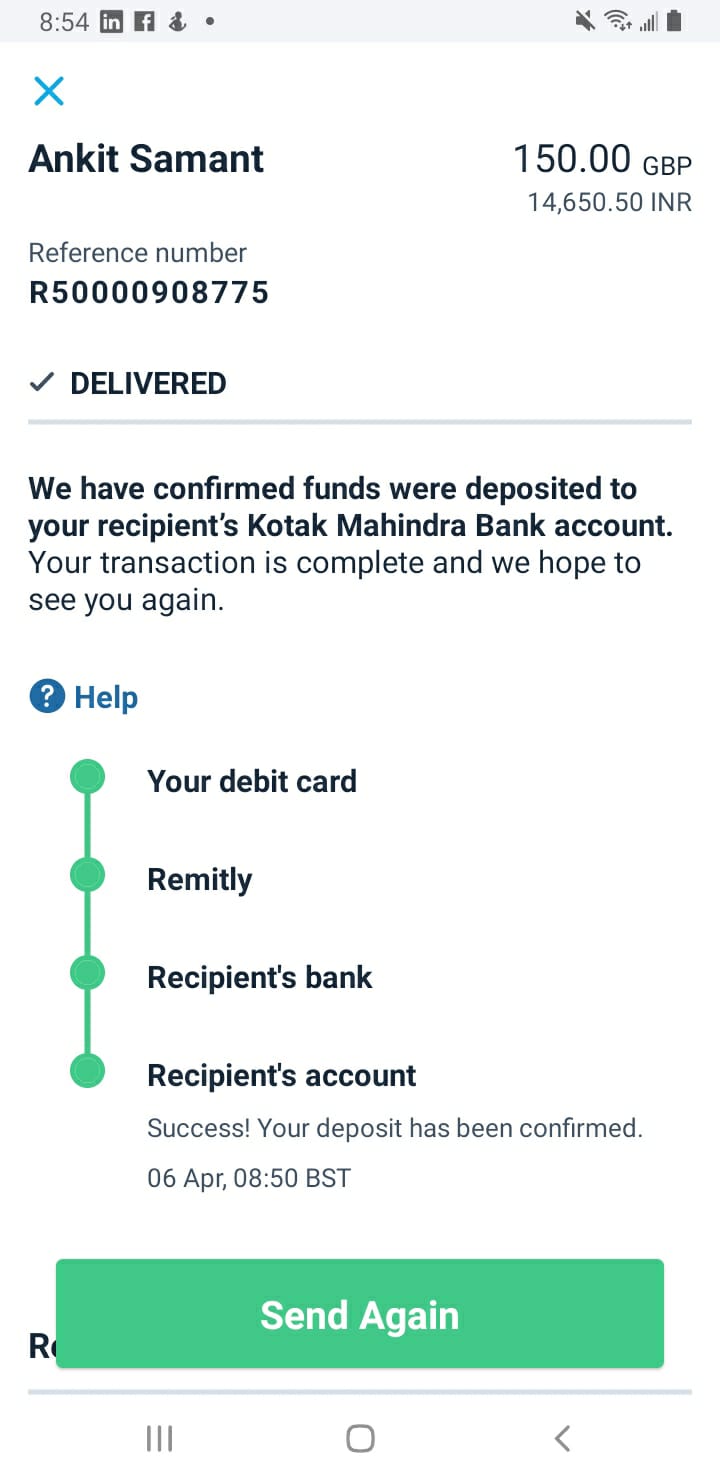 8:54
Ankit Samant
150.00 GBP
14,650.50 INR
Reference number
R50000908775
DELIVERED
We have confirmed funds were deposited to
your recipient’s Kotak Mahindra Bank account.
Your transaction is complete and we hope to
see you again.
? Help
Your debit card
Remitly
Recipient's bank
Recipient's account
Success! Your deposit has been confirmed.
06 Apr, 08:50 BST
Send Again